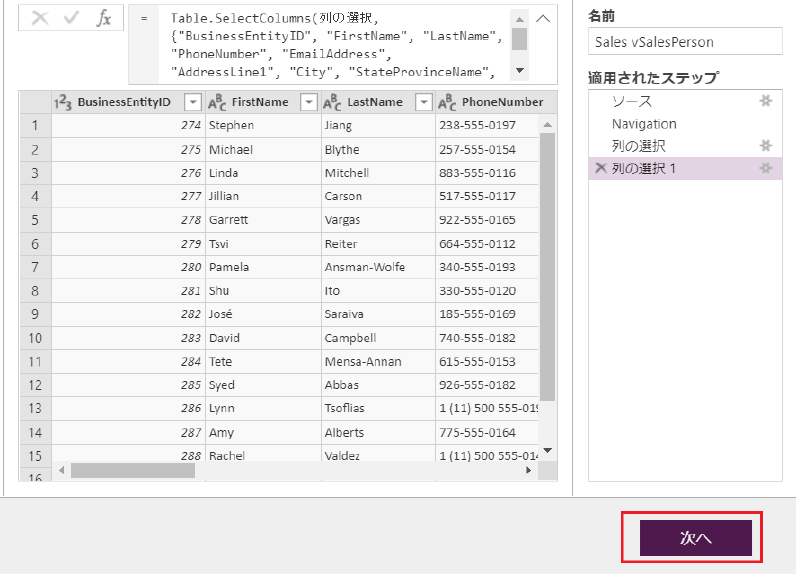 fx
= Table.SelectColumns(列の選択,
{"BusinessEntityID", "FirstName", "LastName",
"PhoneNumber", "EmailAddress",
"AddressLine1", "City", "StateProvinceName",
名前
Sales vSalesPerson
適用されたステップ
ソース
Navigation
列の選択
列の選択 1
1²3 BusinessEntityID ABC FirstName ABC LastName ABC PhoneNumber
1 274 Stephen Jiang 238-555-0197
2 275 Michael Blythe 257-555-0154
3 276 Linda Mitchell 883-555-0116
4 277 Jillian Carson 517-555-0117
5 278 Garrett Vargas 922-555-0165
6 279 Tsvi Reiter 664-555-0112
7 280 Pamela Ansman-Wolfe 340-555-0193
8 281 Shu Ito 330-555-0120
9 282 José Saraiva 185-555-0169
10 283 David Campbell 740-555-0182
11 284 Tete Mensa-Annan 615-555-0153
12 285 Syed Abbas 926-555-0182
13 286 Lynn Tsoflias 1 (11) 500 555-019
14 287 Amy Alberts 775-555-0164
15 288 Rachel Valdez 1 (11) 500 555-014
16
次へ